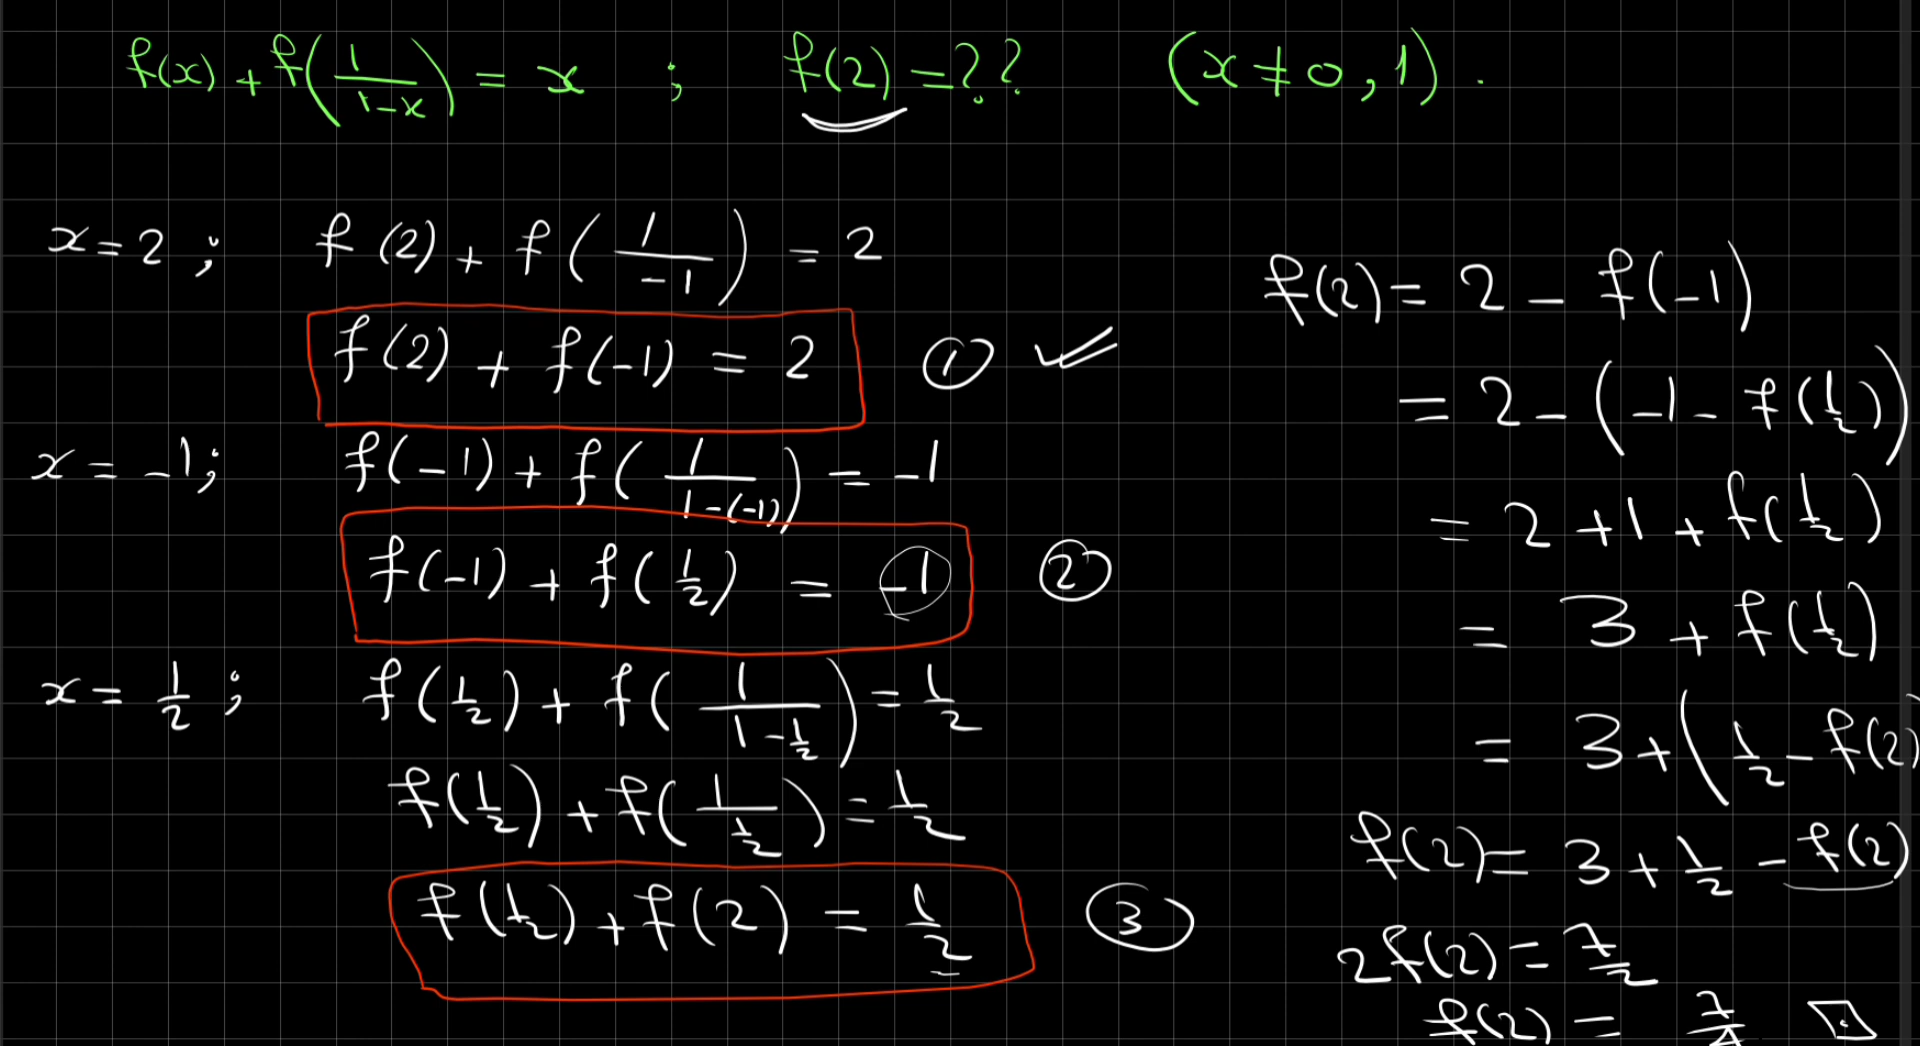 f(x) + f(1/(1-x)) = x ; f(2) = ?? (x ≠ 0, 1).
x = 2 ; f(2) + f(1/-1) = 2
f(2) + f(-1) = 2 ① ✓
x = -1 ; f(-1) + f(1/(1-(-1))) = -1
f(-1) + f(1/2) = -1 ②
x = 1/2 ; f(1/2) + f(1/(1-1/2)) = 1/2
f(1/2) + f(1/(1/2)) = 1/2
f(1/2) + f(2) = 1/2 ③
f(2) = 2 - f(-1)
= 2 - (-1 - f(1/2))
= 2 + 1 + f(1/2)
= 3 + f(1/2)
= 3 + (1/2 - f(2)
f(2) = 3 + 1/2 - f(2)
2f(2) = 7/2
f(2) = 7/4